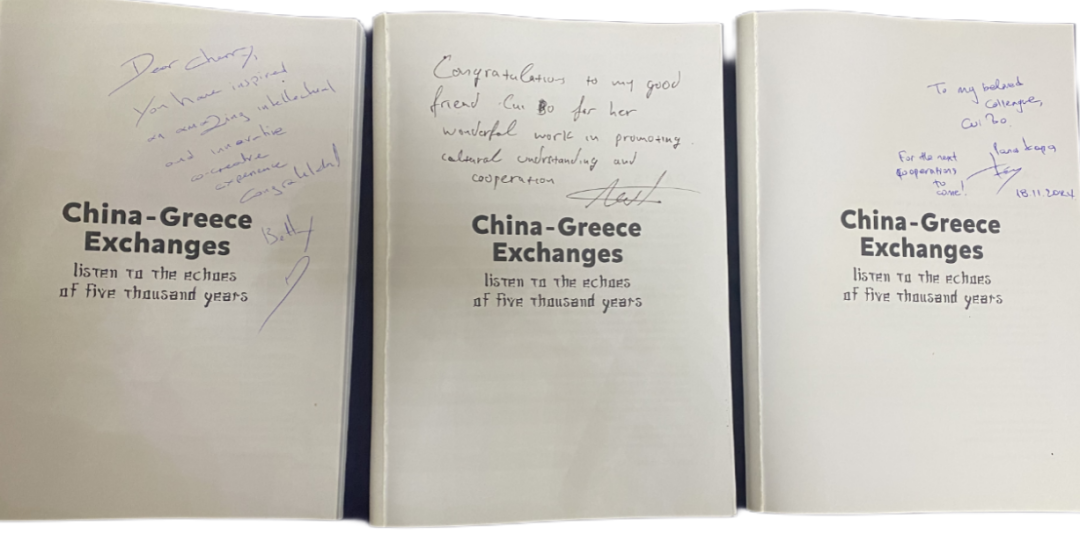 Dear Cherry,
You have inspired
an amazing intellectual
and innovative
co-creative
experience
Congratulat!
Betty
China-Greece
Exchanges
listen to the echoes
of five thousand years
Congratulations to my good
friend Cui Bo for her
wonderful work in promoting
cultural understanding and
cooperation
China-Greece
Exchanges
listen to the echoes
of five thousand years
To my beloved
colleague,
Cui Bo.
For the next
cooperations
to
come!
18.11.2024
China-Greece
Exchanges
listen to the echoes
of five thousand years